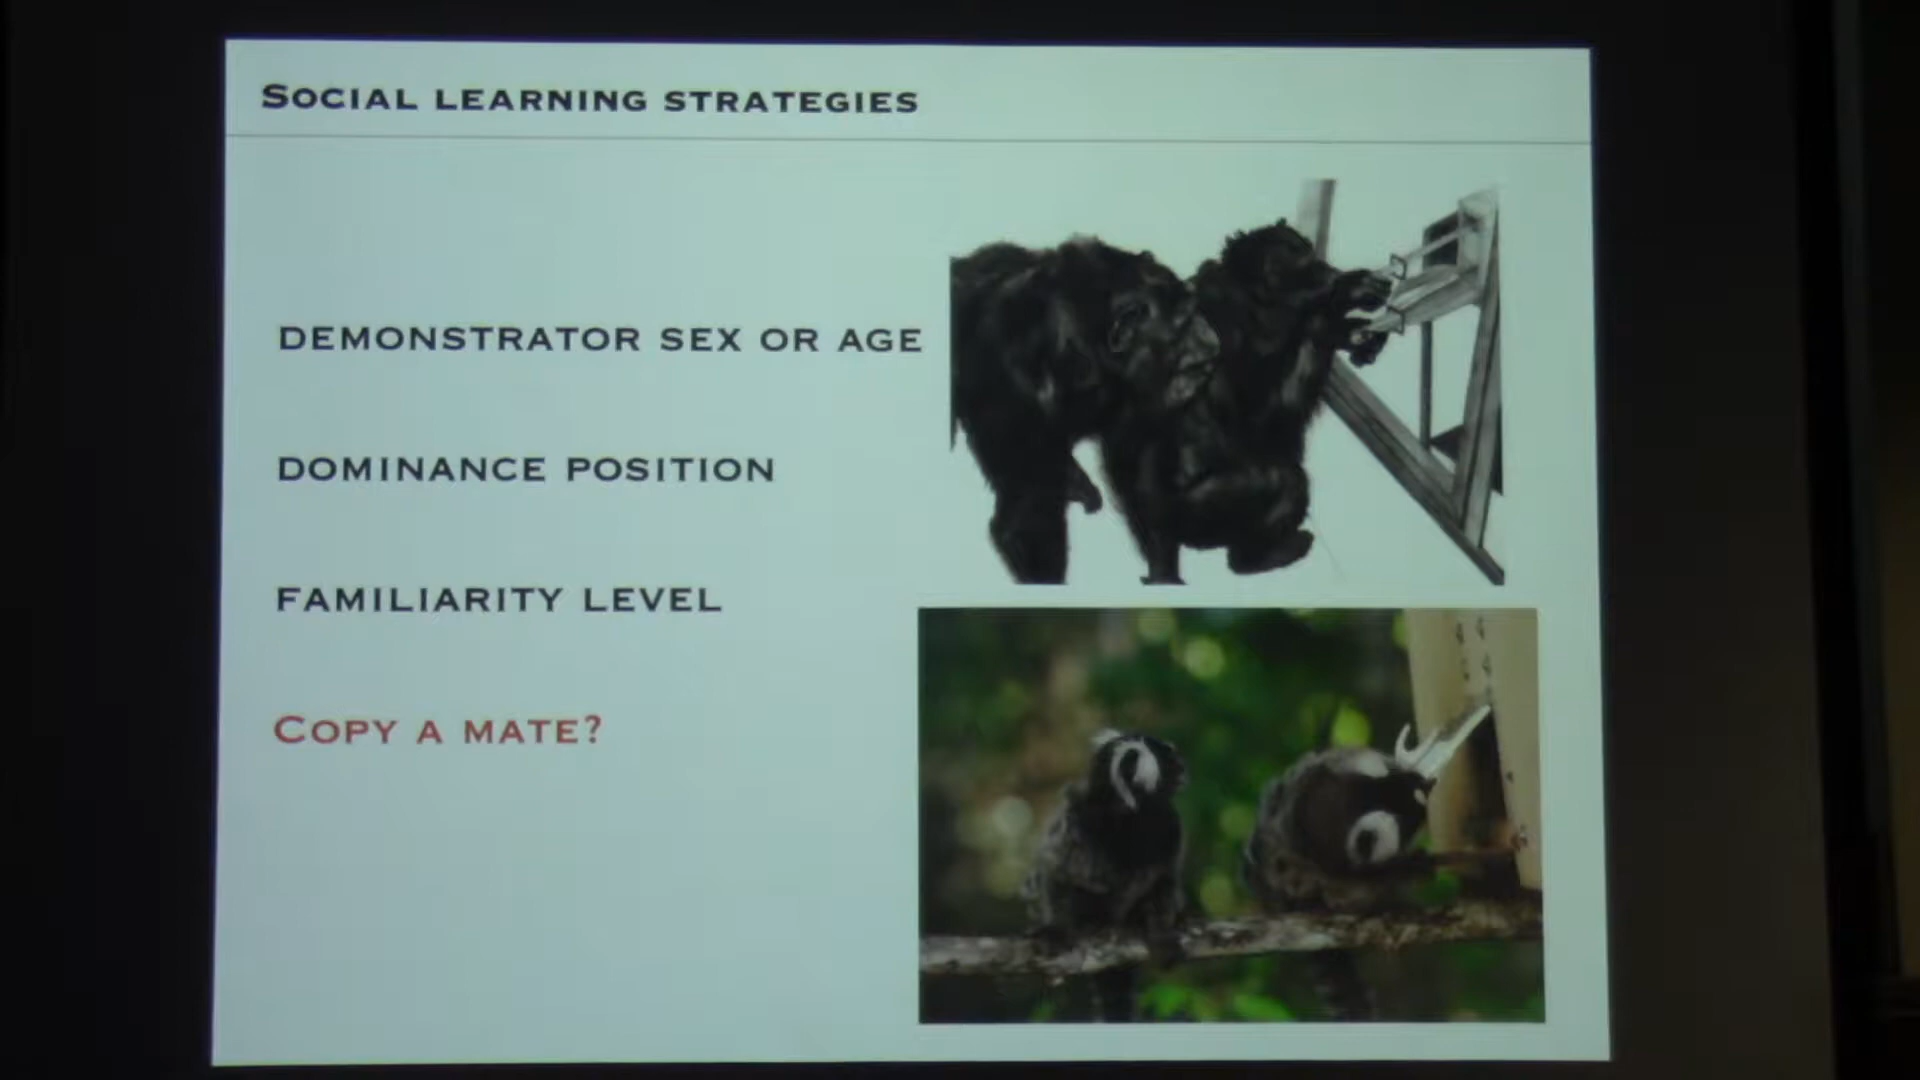 SOCIAL LEARNING STRATEGIES
DEMONSTRATOR SEX OR AGE
DOMINANCE POSITION
FAMILIARITY LEVEL
COPY A MATE?